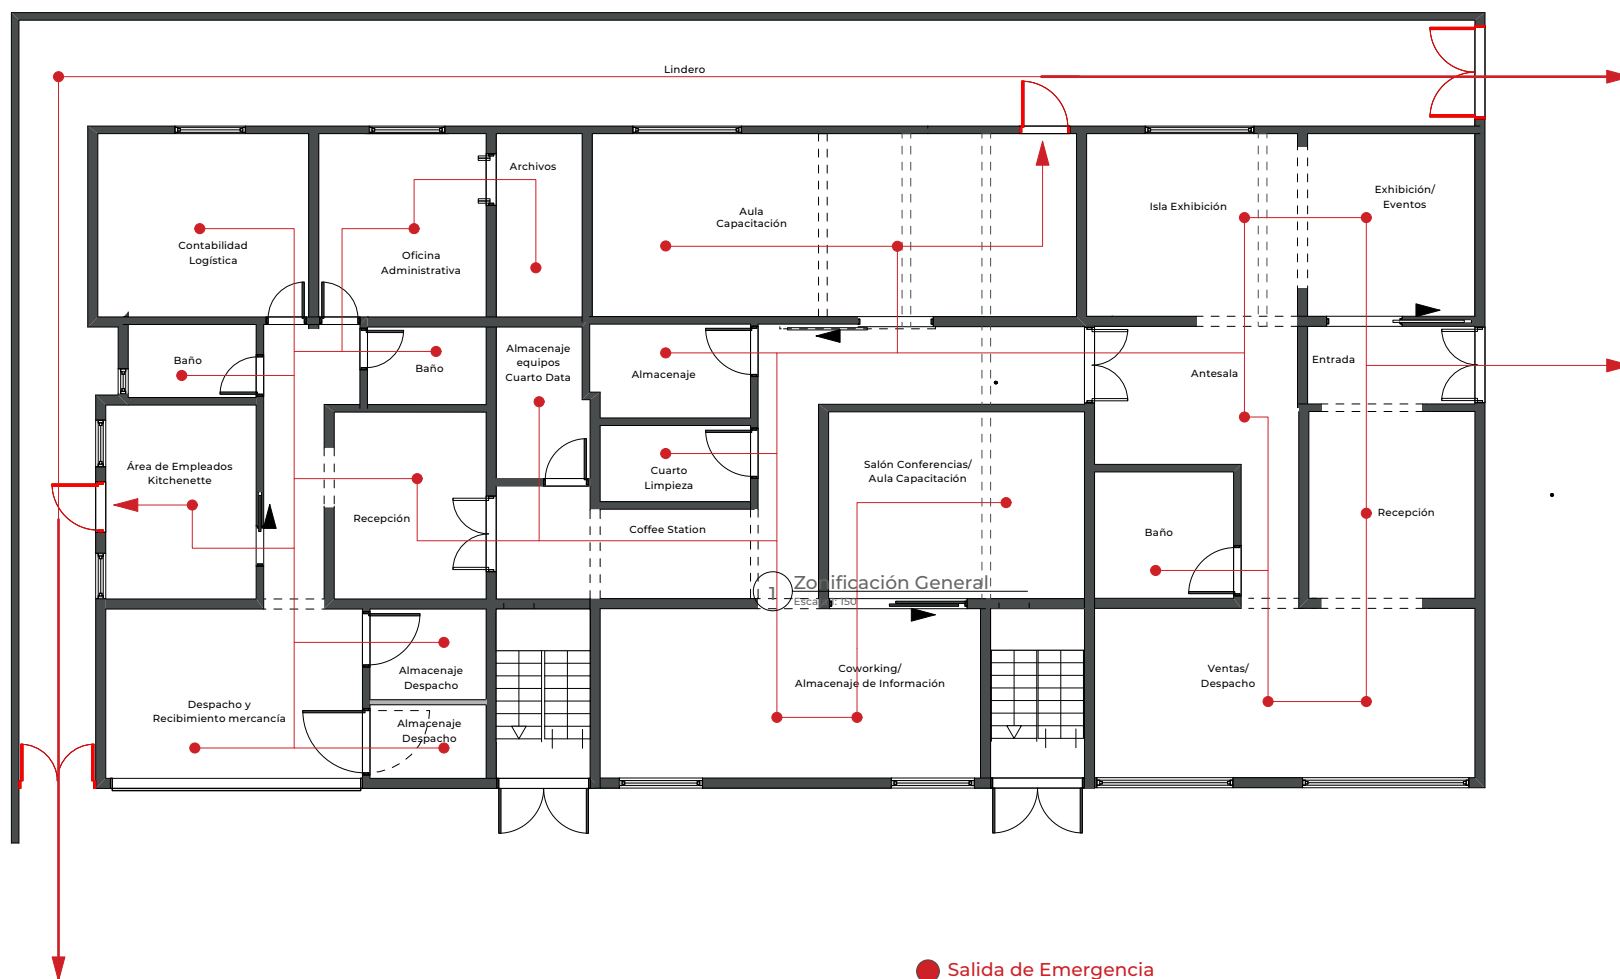 Lindero
Archivos
Aula
Capacitación
Isla Exhibición
Exhibición/
Eventos
Contabilidad
Logística
Oficina
Administrativa
Baño
Baño
Almacenaje
equipos
Cuarto Data
Almacenaje
Antesala
Entrada
Área de Empleados
Kitchenette
Recepción
Cuarto
Limpieza
Salón Conferencias/
Aula Capacitación
Coffee Station
Baño
Recepción
1
Zonificación General
Almacenaje
Despacho
Despacho y
Recibimiento mercancía
Almacenaje
Despacho
Coworking/
Almacenaje de Información
Ventas/
Despacho
Salida de Emergencia